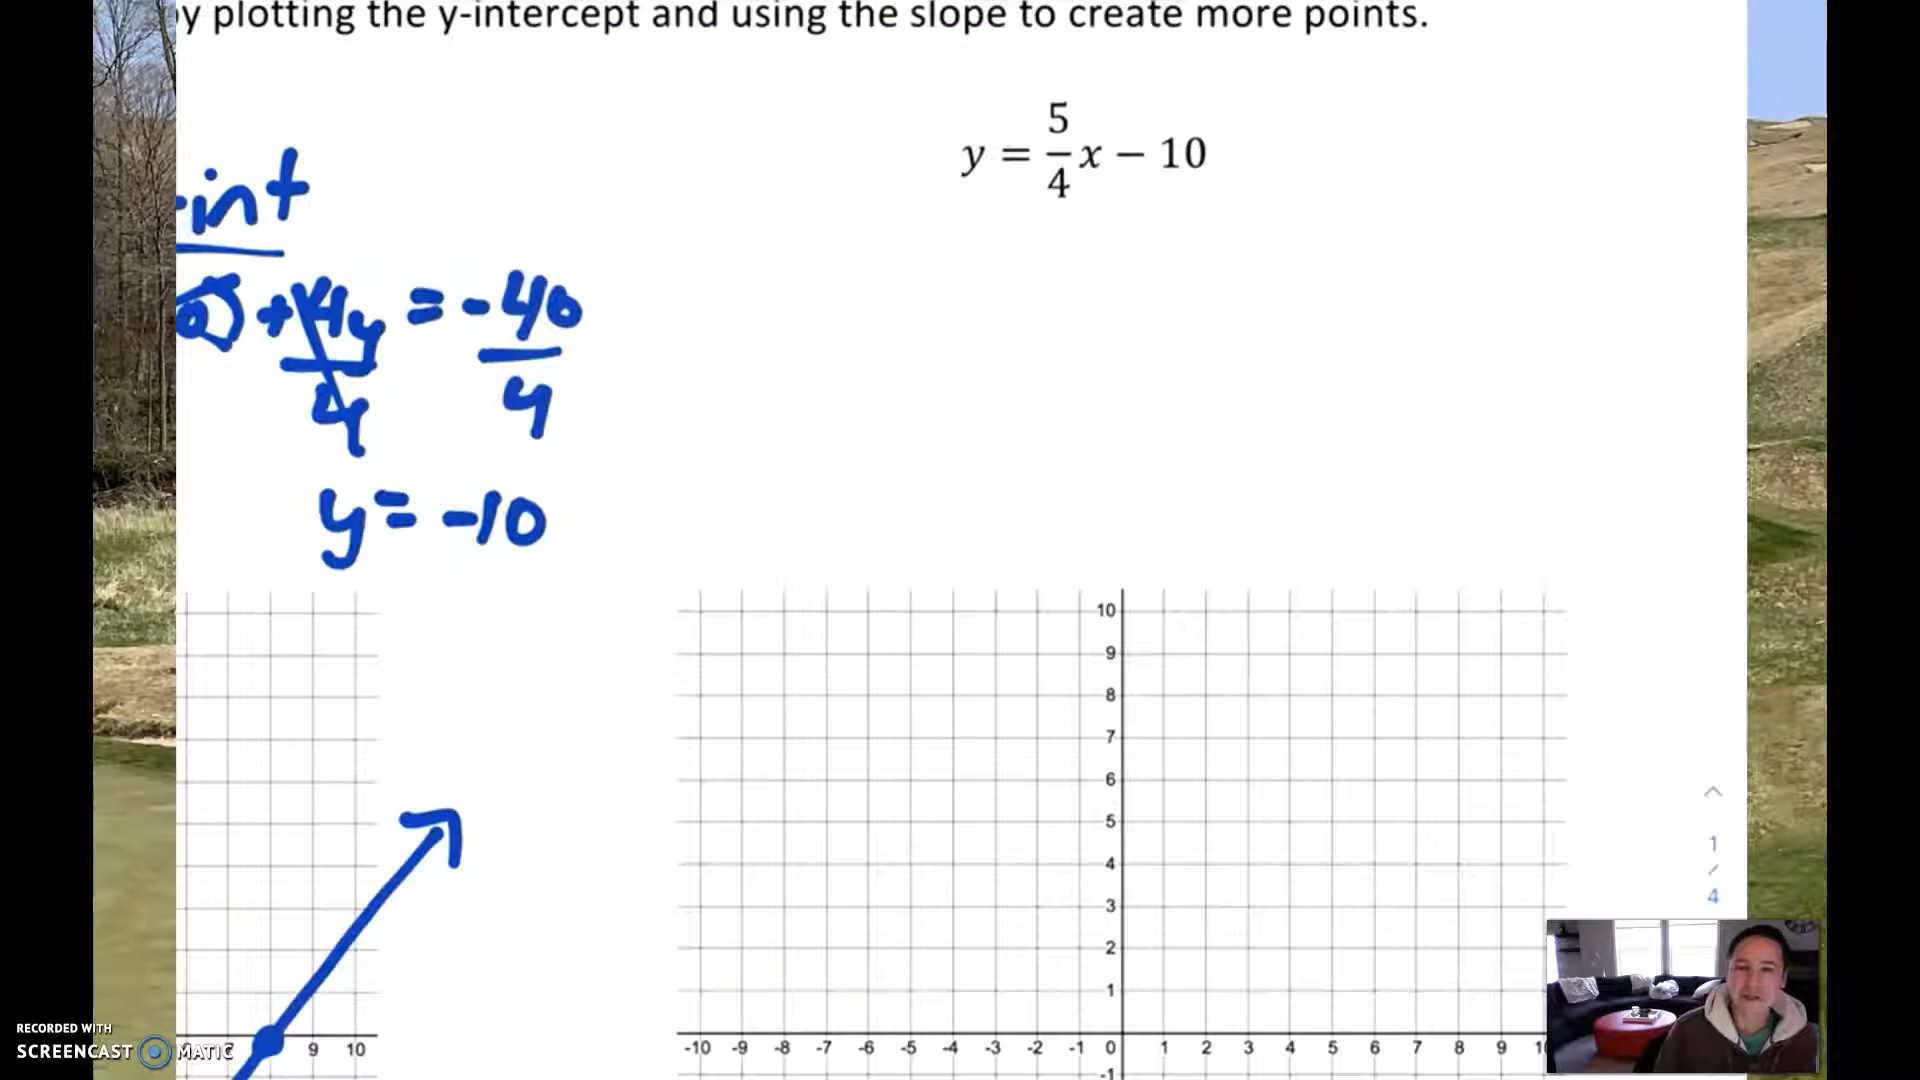 y plotting the y-intercept and using the slope to create more points.
y = 5/4 x − 10
int
0) + 4y = -40
4 4
y = -10
10
9
8
7
6
5
4
3
2
1
-10 -9 -8 -7 -6 -5 -4 -3 -2 -1 0 1 2 3 4 5 6 7 8 9
-1
9 10
1
/
4
RECORDED WITH
SCREENCAST MATIC